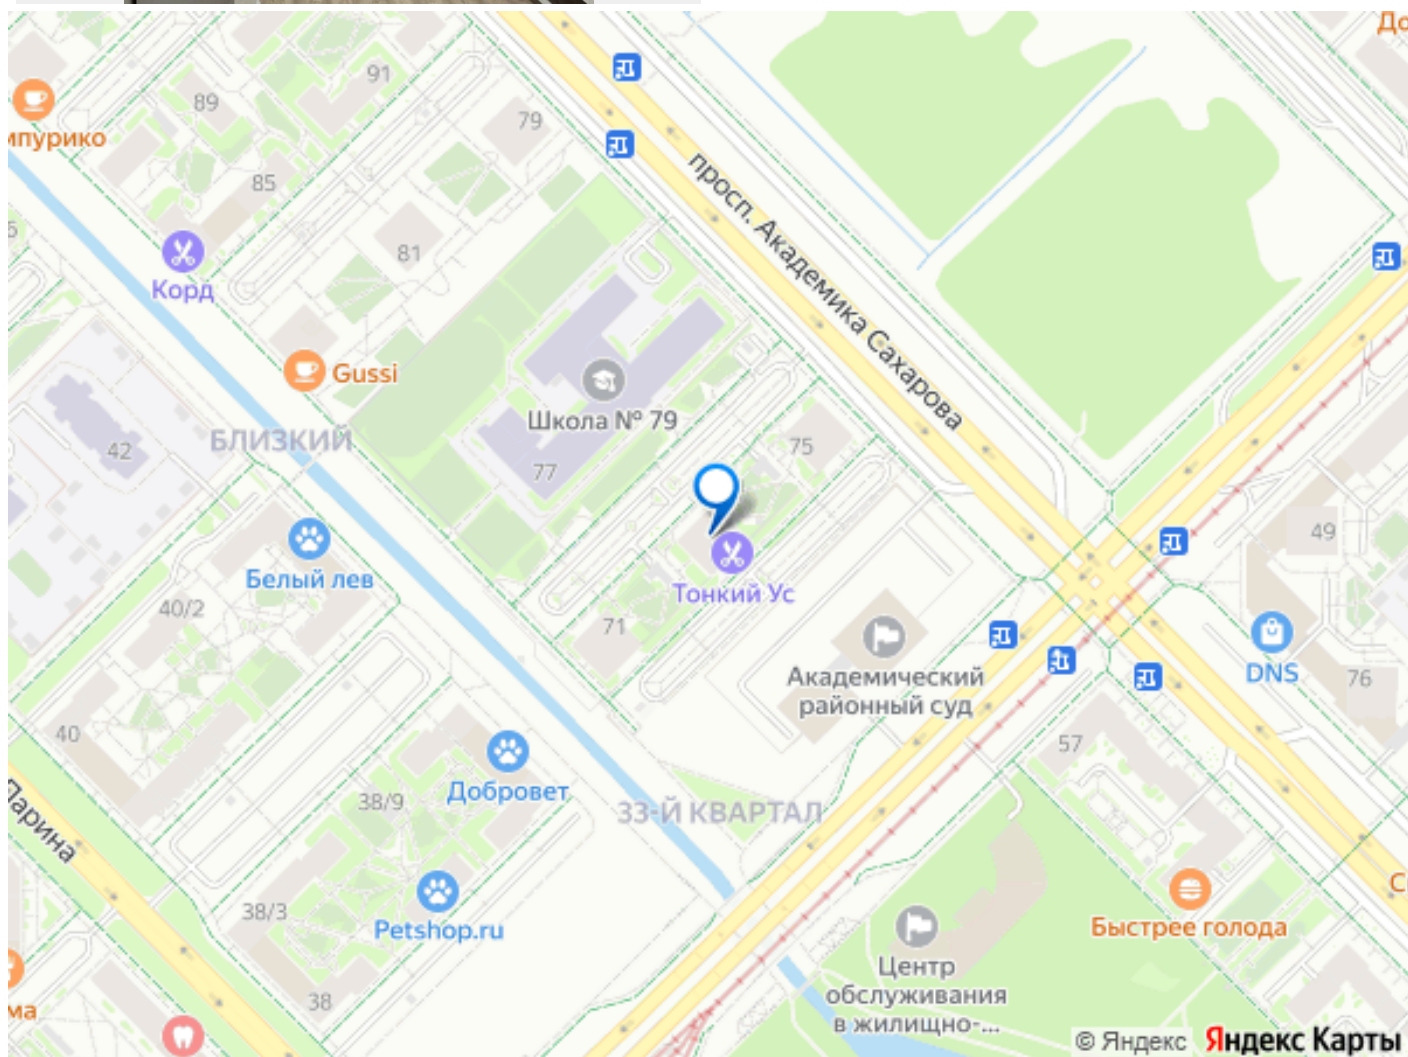 До
91
89
79
ипурико
85
просп. Академика Сахарова
81
Корд
Gussi
Школа № 79
БЛИЗКИЙ
42
75
77
49
Белый лев
Тонкий Ус
40/2
71
Академический
районный суд
DNS
76
40
57
38/9
Добровет
33-Й КВАРТАЛ
Ларина
38/3
Petshop.ru
Быстрее голода
Центр
обслуживания
в жилищно-...
38
ма
© Яндекс Яндекс Карты